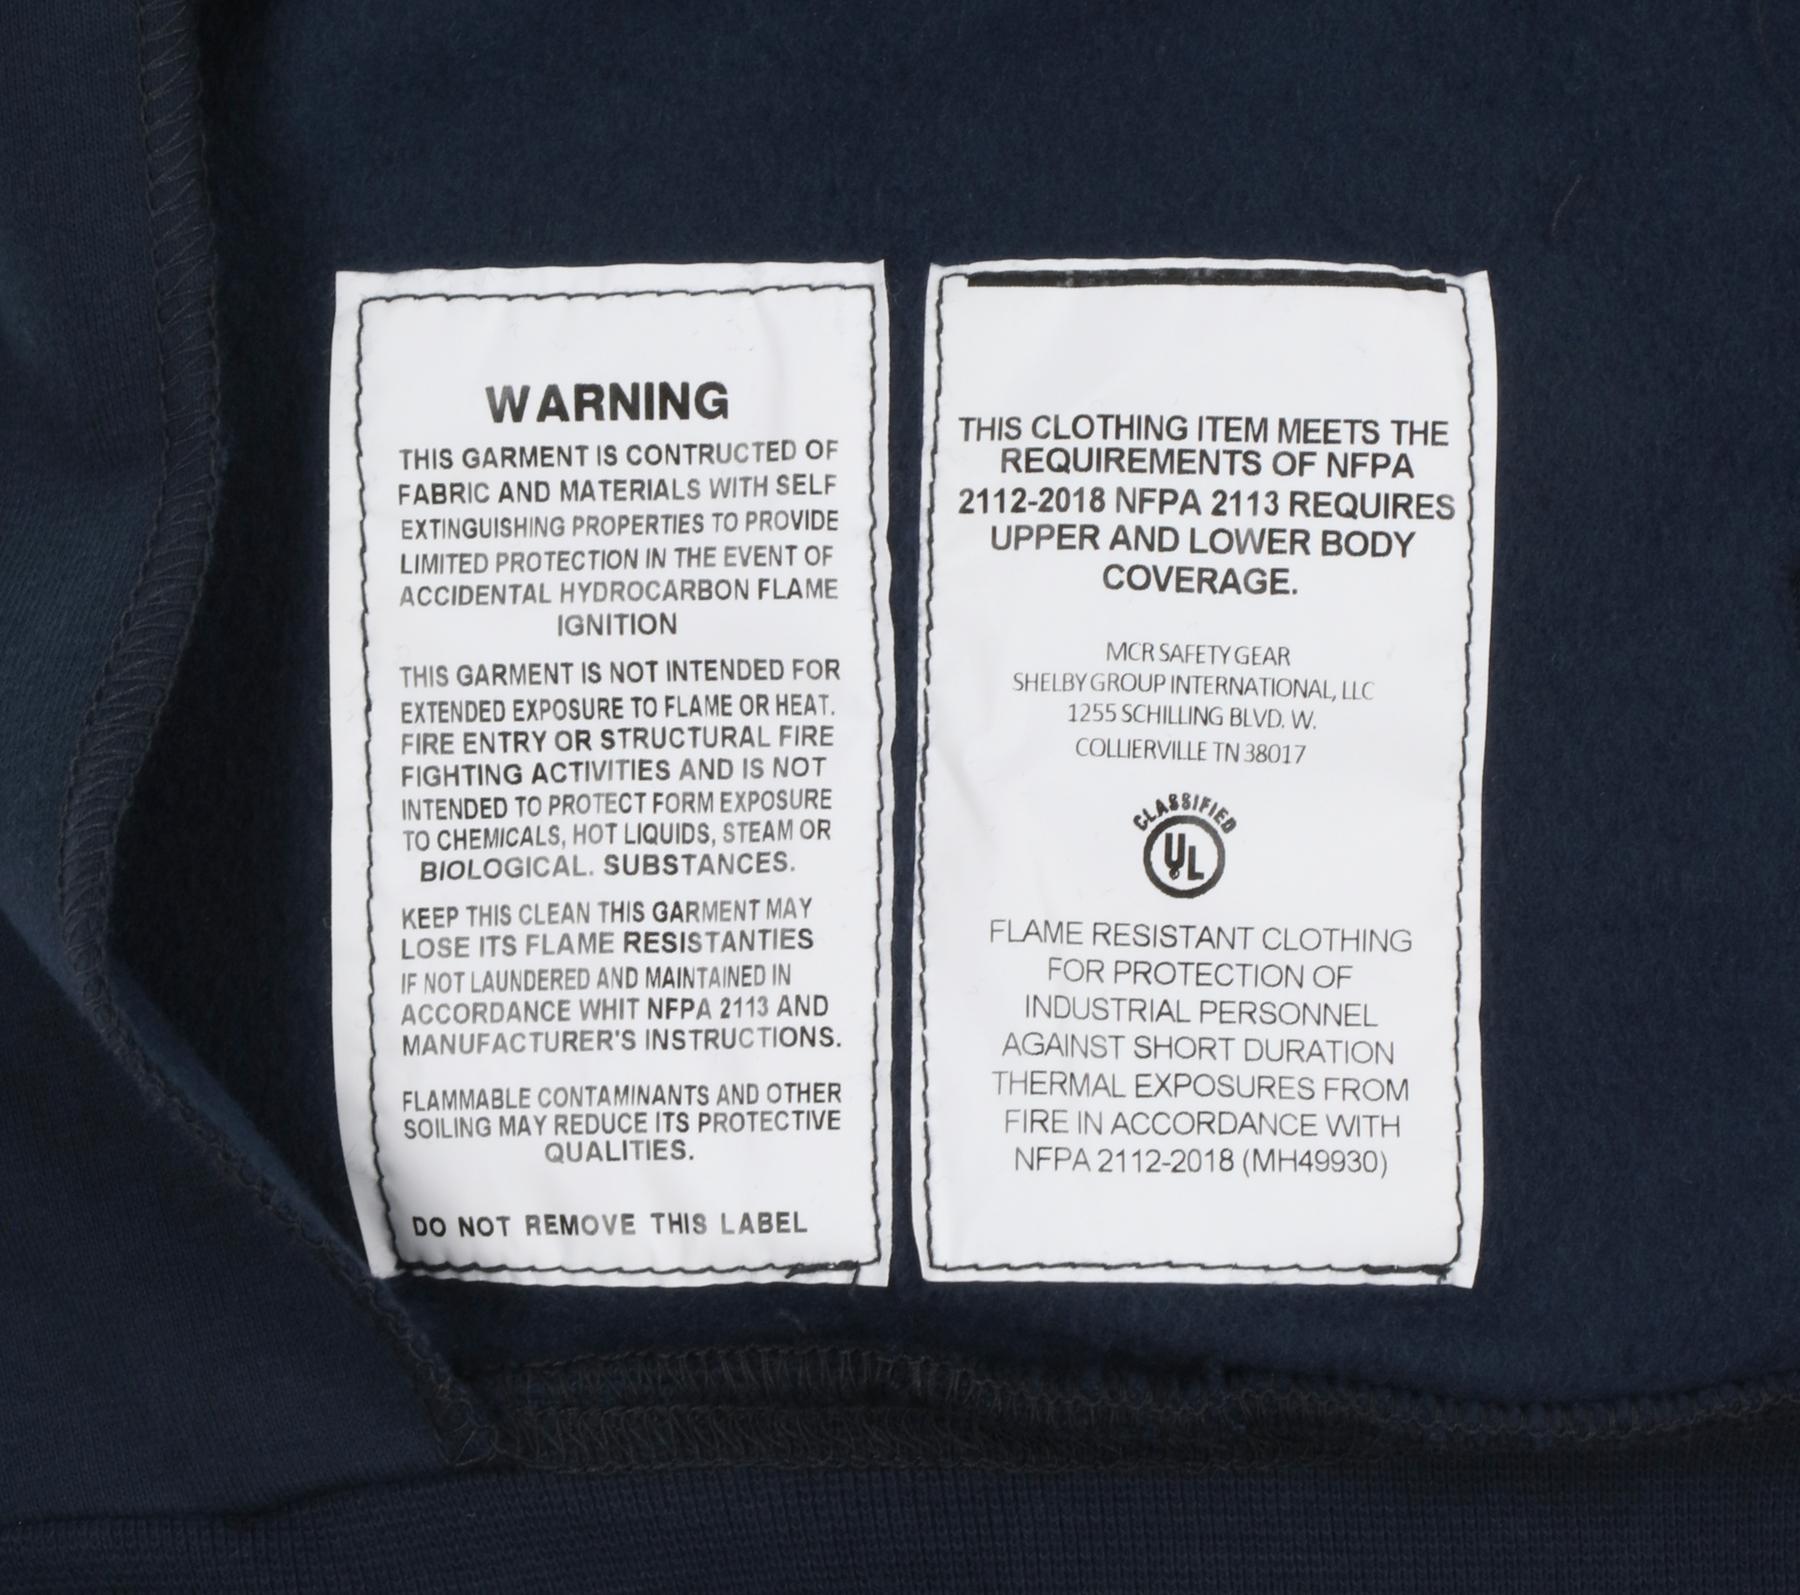 WARNING
THIS GARMENT IS CONTRUCTED OF
FABRIC AND MATERIALS WITH SELF
EXTINGUISHING PROPERTIES TO PROVIDE
LIMITED PROTECTION IN THE EVENT OF
ACCIDENTAL HYDROCARBON FLAME
IGNITION
THIS GARMENT IS NOT INTENDED FOR
EXTENDED EXPOSURE TO FLAME OR HEAT.
FIRE ENTRY OR STRUCTURAL FIRE
FIGHTING ACTIVITIES AND IS NOT
INTENDED TO PROTECT FORM EXPOSURE
TO CHEMICALS, HOT LIQUIDS, STEAM OR
BIOLOGICAL. SUBSTANCES.
KEEP THIS CLEAN THIS GARMENT MAY
LOSE ITS FLAME RESISTANTIES
IF NOT LAUNDERED AND MAINTAINED IN
ACCORDANCE WHIT NFPA 2113 AND
MANUFACTURER'S INSTRUCTIONS.
FLAMMABLE CONTAMINANTS AND OTHER
SOILING MAY REDUCE ITS PROTECTIVE
QUALITIES.
DO NOT REMOVE THIS LABEL
THIS CLOTHING ITEM MEETS THE
REQUIREMENTS OF NFPA
2112-2018 NFPA 2113 REQUIRES
UPPER AND LOWER BODY
COVERAGE.
MCR SAFETY GEAR
SHELBY GROUP INTERNATIONAL, LLC
1255 SCHILLING BLVD. W.
COLLIERVILLE TN 38017
CLASSIFIED
UL
FLAME RESISTANT CLOTHING
FOR PROTECTION OF
INDUSTRIAL PERSONNEL
AGAINST SHORT DURATION
THERMAL EXPOSURES FROM
FIRE IN ACCORDANCE WITH
NFPA 2112-2018 (MH49930)